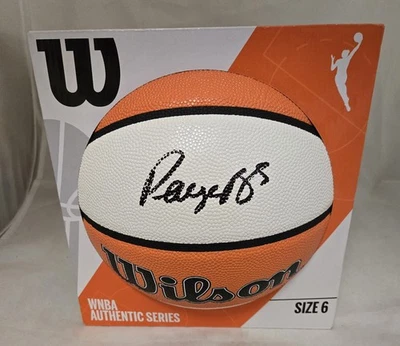 W
Wilson
WNBA
AUTHENTIC SERIES
SIZE 6